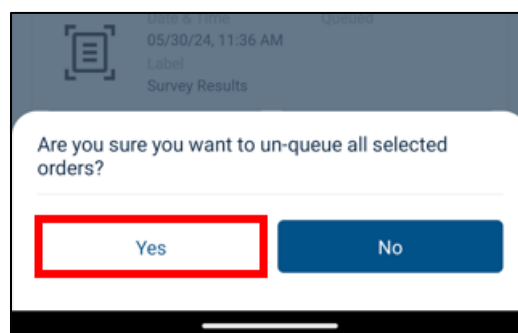 Date & Time
Queued
05/30/24, 11:36 AM
Label
Survey Results
Are you sure you want to un-queue all selected
orders?
Yes
No